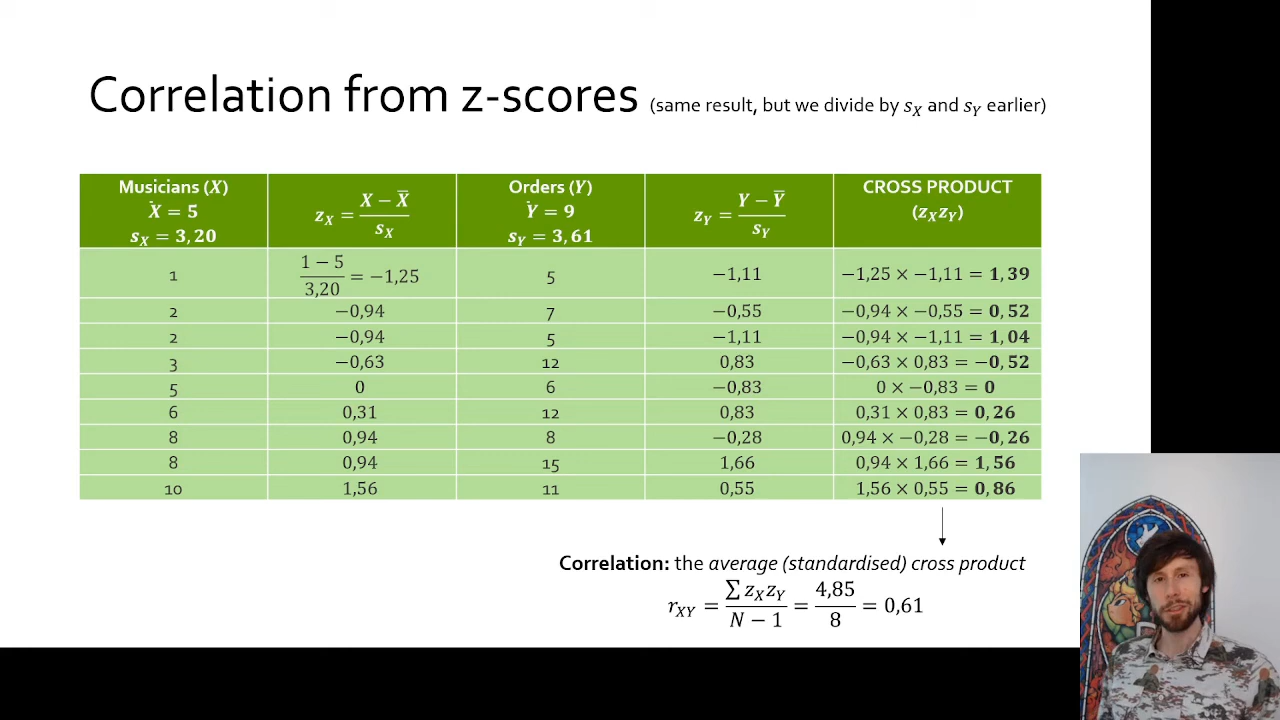 Correlation from z-scores (same result, but we divide by s_X and s_Y earlier)
Musicians (X) X̄ = 5 s_X = 3,20 | z_X = (X − X̄)/s_X | Orders (Y) Ȳ = 9 s_Y = 3,61 | z_Y = (Y − Ȳ)/s_Y | CROSS PRODUCT (z_X z_Y)
1 | (1 − 5)/3,20 = −1,25 | 5 | −1,11 | −1,25 × −1,11 = 1,39
2 | −0,94 | 7 | −0,55 | −0,94 × −0,55 = 0,52
2 | −0,94 | 5 | −1,11 | −0,94 × −1,11 = 1,04
3 | −0,63 | 12 | 0,83 | −0,63 × 0,83 = −0,52
5 | 0 | 6 | −0,83 | 0 × −0,83 = 0
6 | 0,31 | 12 | 0,83 | 0,31 × 0,83 = 0,26
8 | 0,94 | 8 | −0,28 | 0,94 × −0,28 = −0,26
8 | 0,94 | 15 | 1,66 | 0,94 × 1,66 = 1,56
10 | 1,56 | 11 | 0,55 | 1,56 × 0,55 = 0,86
Correlation: the average (standardised) cross product
r_XY = (∑ z_X z_Y)/(N − 1) = 4,85/8 = 0,61